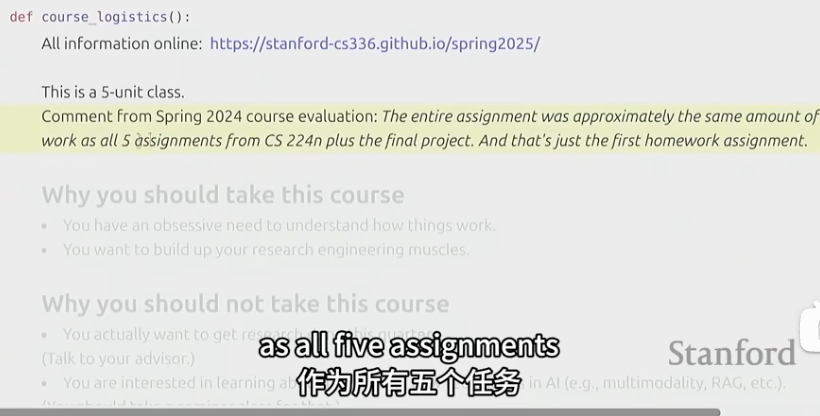 def course_logistics():
All information online: https://stanford-cs336.github.io/spring2025/
This is a 5-unit class.
Comment from Spring 2024 course evaluation: The entire assignment was approximately the same amount of
work as all 5 assignments from CS 224n plus the final project. And that's just the first homework assignment.
Why you should take this course
• You have an obsessive need to understand how things work.
• You want to build up your research engineering muscles.
Why you should not take this course
• You actually want to get research this quarter.
(Talk to your advisor.)
• You are interested in learning in AI (e.g., multimodality, RAG, etc.).
as all five assignments
作为所有五个任务
Stanford